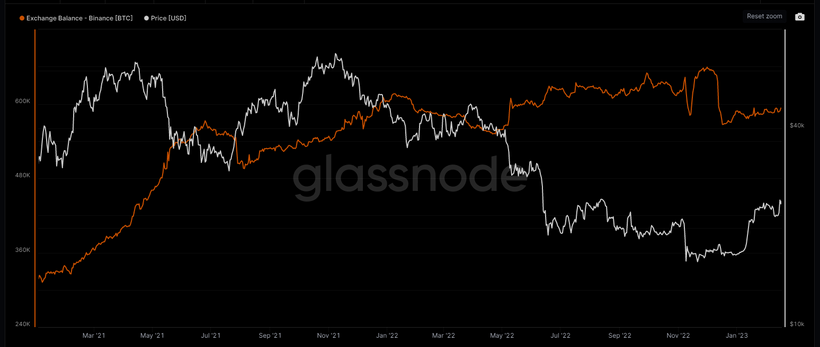 Exchange Balance - Binance [BTC] Price [USD]
Reset zoom
600K
480K
360K
240K
$40k
$10k
glassnode
Mar '21 May '21 Jul '21 Sep '21 Nov '21 Jan '22 Mar '22 May '22 Jul '22 Sep '22 Nov '22 Jan '23